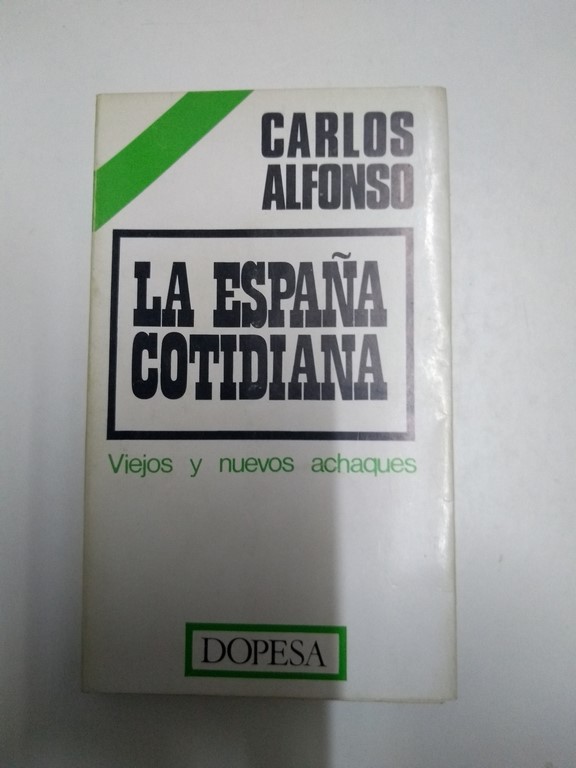 CARLOS
ALFONSO
LA ESPAÑA
COTIDIANA
Viejos y nuevos achaques
DOPESA